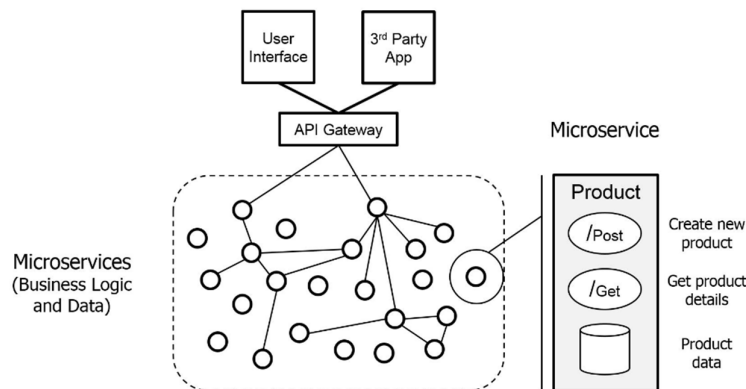 User
Interface
3rd Party
App
API Gateway
Microservice
Microservices
(Business Logic
and Data)
Product
/Post
Create new
product
/Get
Get product
details
Product
data